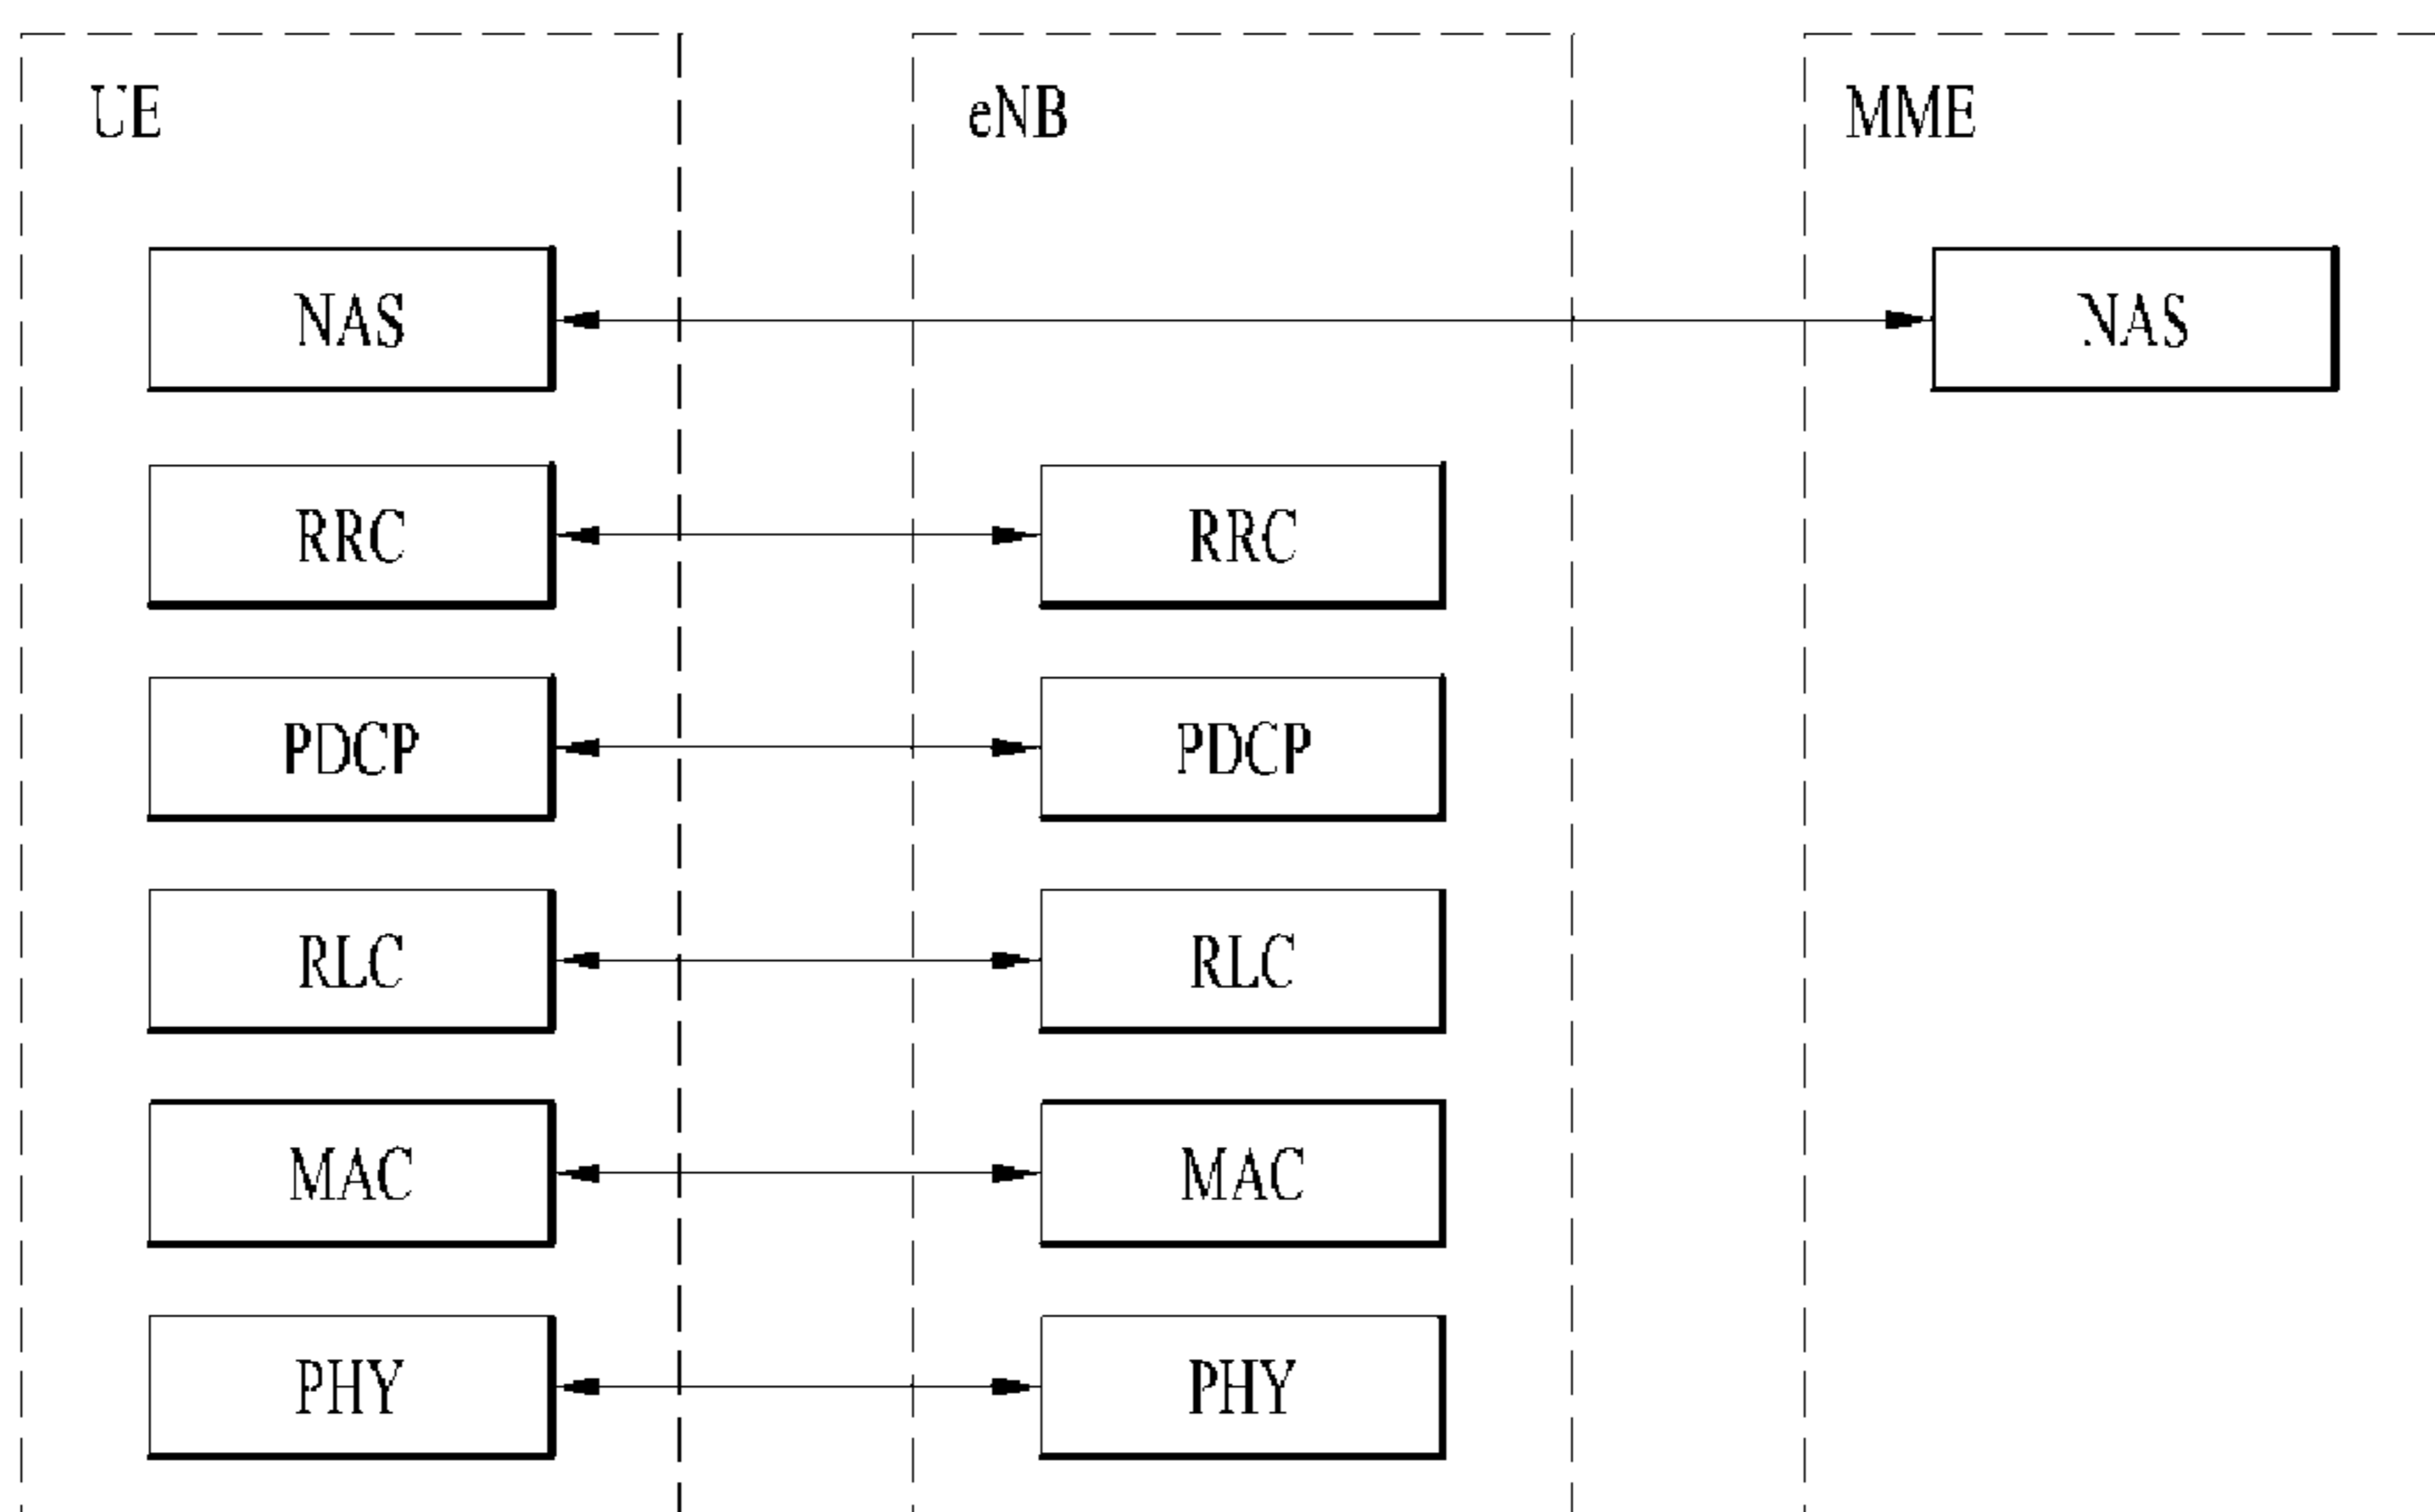 UE eNB MME
NAS NAS
RRC RRC
PDCP PDCP
RLC RLC
MAC MAC
PHY PHY